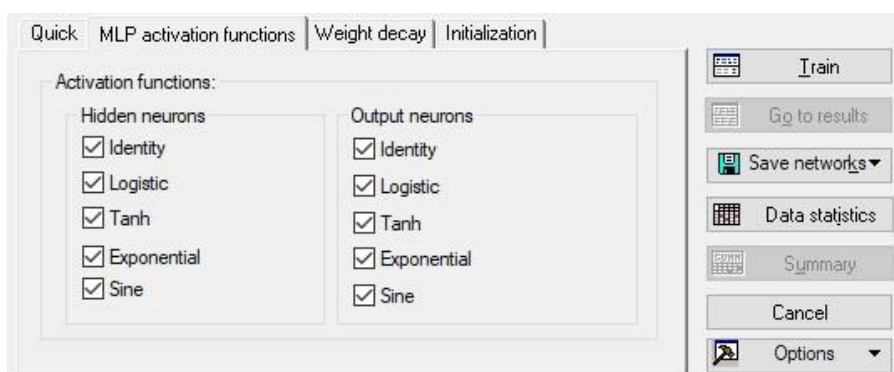 Quick MLP activation functions Weight decay Initialization
Activation functions:
Hidden neurons
Identity
Logistic
Tanh
Exponential
Sine
Output neurons
Identity
Logistic
Tanh
Exponential
Sine
Train
Go to results
Save networks
Data statistics
Summary
Cancel
Options